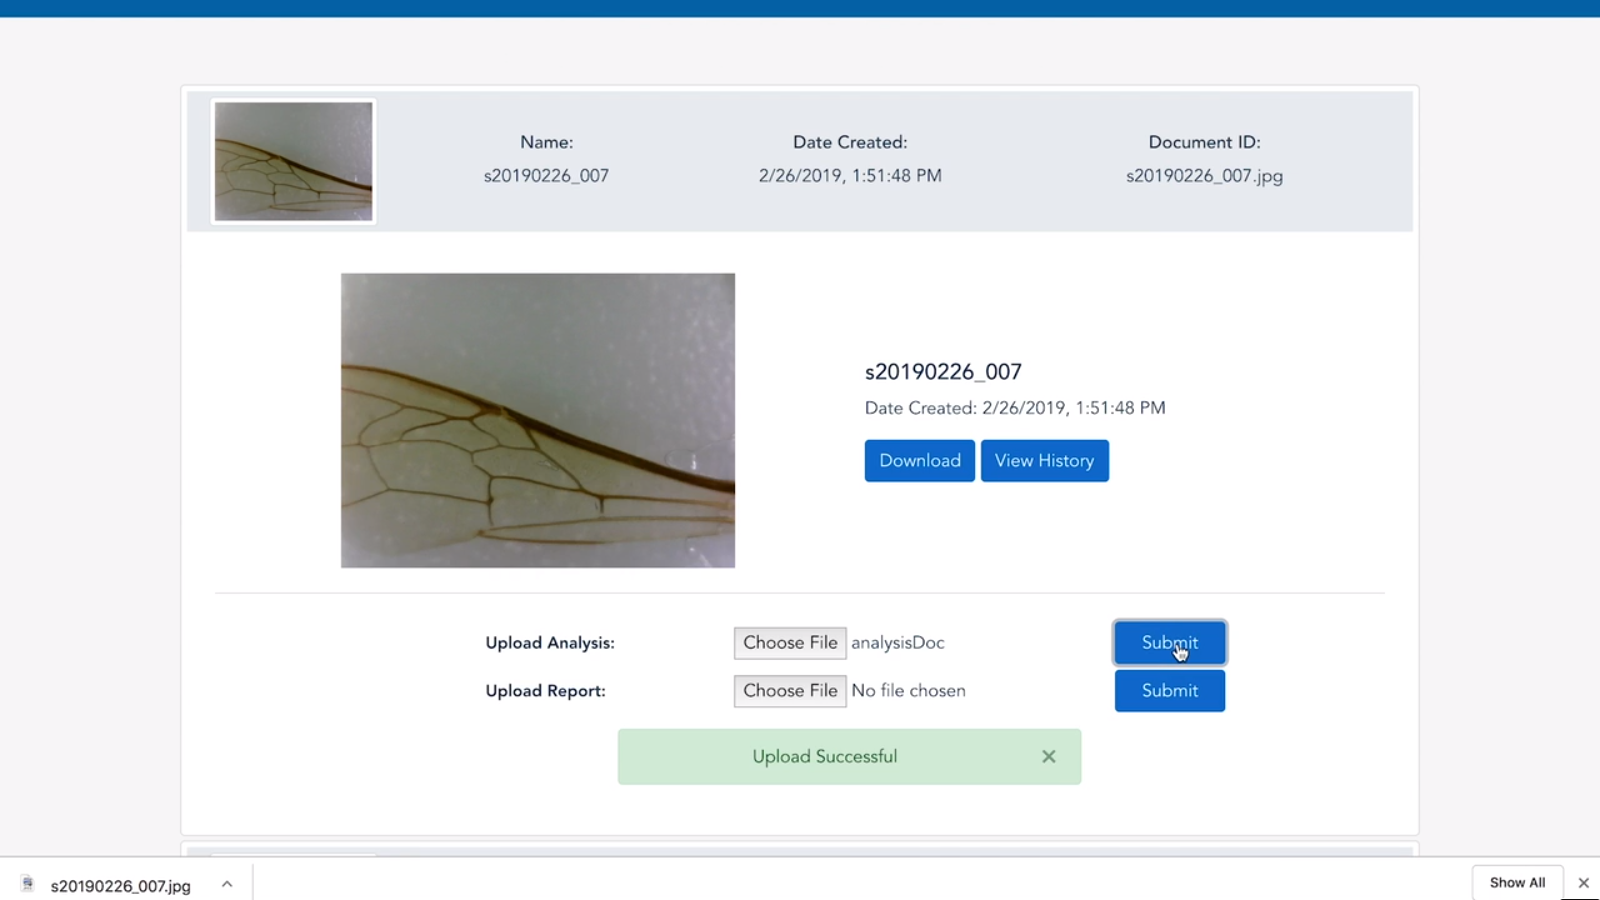 Name:
s20190226_007
Date Created:
2/26/2019, 1:51:48 PM
Document ID:
s20190226_007.jpg
s20190226_007
Date Created: 2/26/2019, 1:51:48 PM
Download
View History
Upload Analysis:
Choose File
analysisDoc
Submit
Upload Report:
Choose File
No file chosen
Submit
Upload Successful
s20190226_007.jpg
Show All